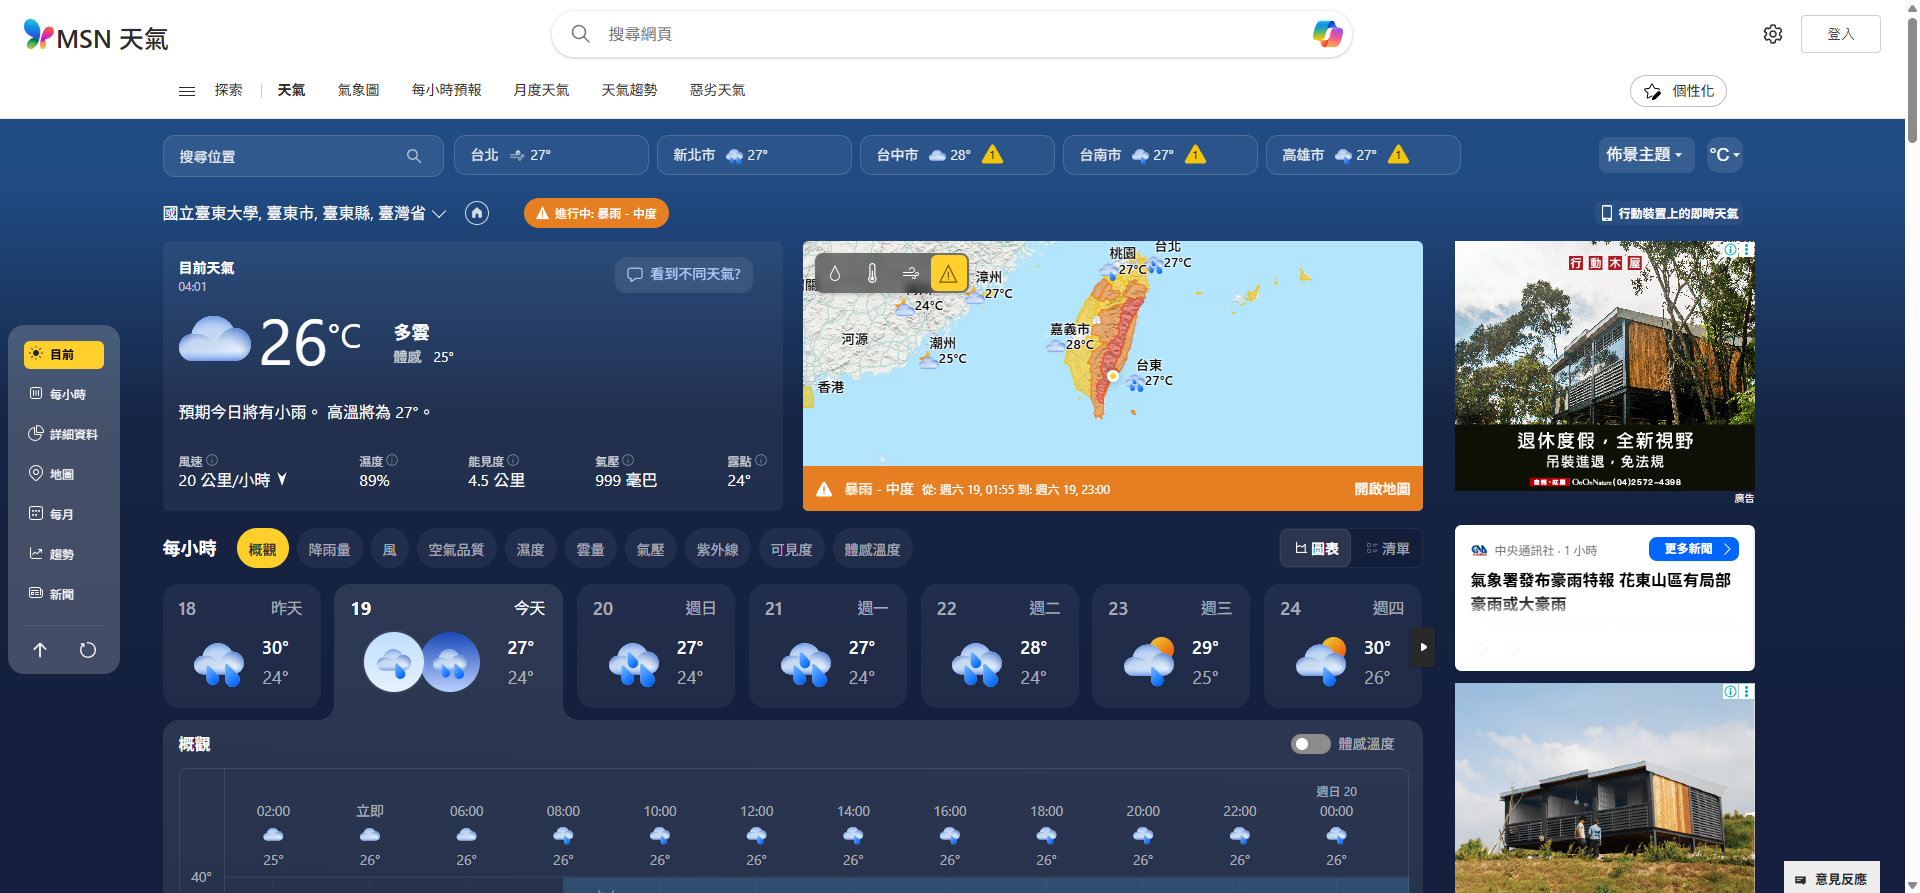 MSN 天氣
搜尋網頁
登入
探索
天氣
氣象圖
每小時預報
月度天氣
天氣趨勢
惡劣天氣
個性化
搜尋位置
台北 27°
新北市 27°
台中市 28° 1
台南市 27° 1
高雄市 27° 1
佈景主題
°C
國立臺東大學, 臺東市, 臺東縣, 臺灣省
進行中: 暴雨 - 中度
行動裝置上的即時天氣
目前天氣
04:01
看到不同天氣?
26°C
多雲
體感 25°
預期今日將有小雨。 高溫將為 27°。
風速
20 公里/小時
濕度
89%
能見度
4.5 公里
氣壓
999 毫巴
露點
24°
桃園
27°C
台北
27°C
漳州
27°C
24°C
河源
潮州
25°C
香港
嘉義市
28°C
台東
27°C
暴雨 - 中度 從: 週六 19, 01:55 到: 週六 19, 23:00
開啟地圖
行動木屋
退休度假，全新視野
吊裝進退，免法規
自然·紅屋 OnOnNature (04)2572-4398
廣告
目前
每小時
詳細資料
地圖
每月
趨勢
新聞
每小時
概觀
降雨量
風
空氣品質
濕度
雲量
氣壓
紫外線
可見度
體感溫度
圖表
清單
中央通訊社 · 1 小時
更多新聞
氣象署發布豪雨特報 花東山區有局部
豪雨或大豪雨
18 昨天
30°
24°
19 今天
27°
24°
20 週日
27°
24°
21 週一
27°
24°
22 週二
28°
24°
23 週三
29°
25°
24 週四
30°
26°
概觀
體感溫度
週日 20
02:00 立即 06:00 08:00 10:00 12:00 14:00 16:00 18:00 20:00 22:00 00:00
25° 26° 26° 26° 26° 26° 26° 26° 26° 26° 26° 26°
40°
意見反應